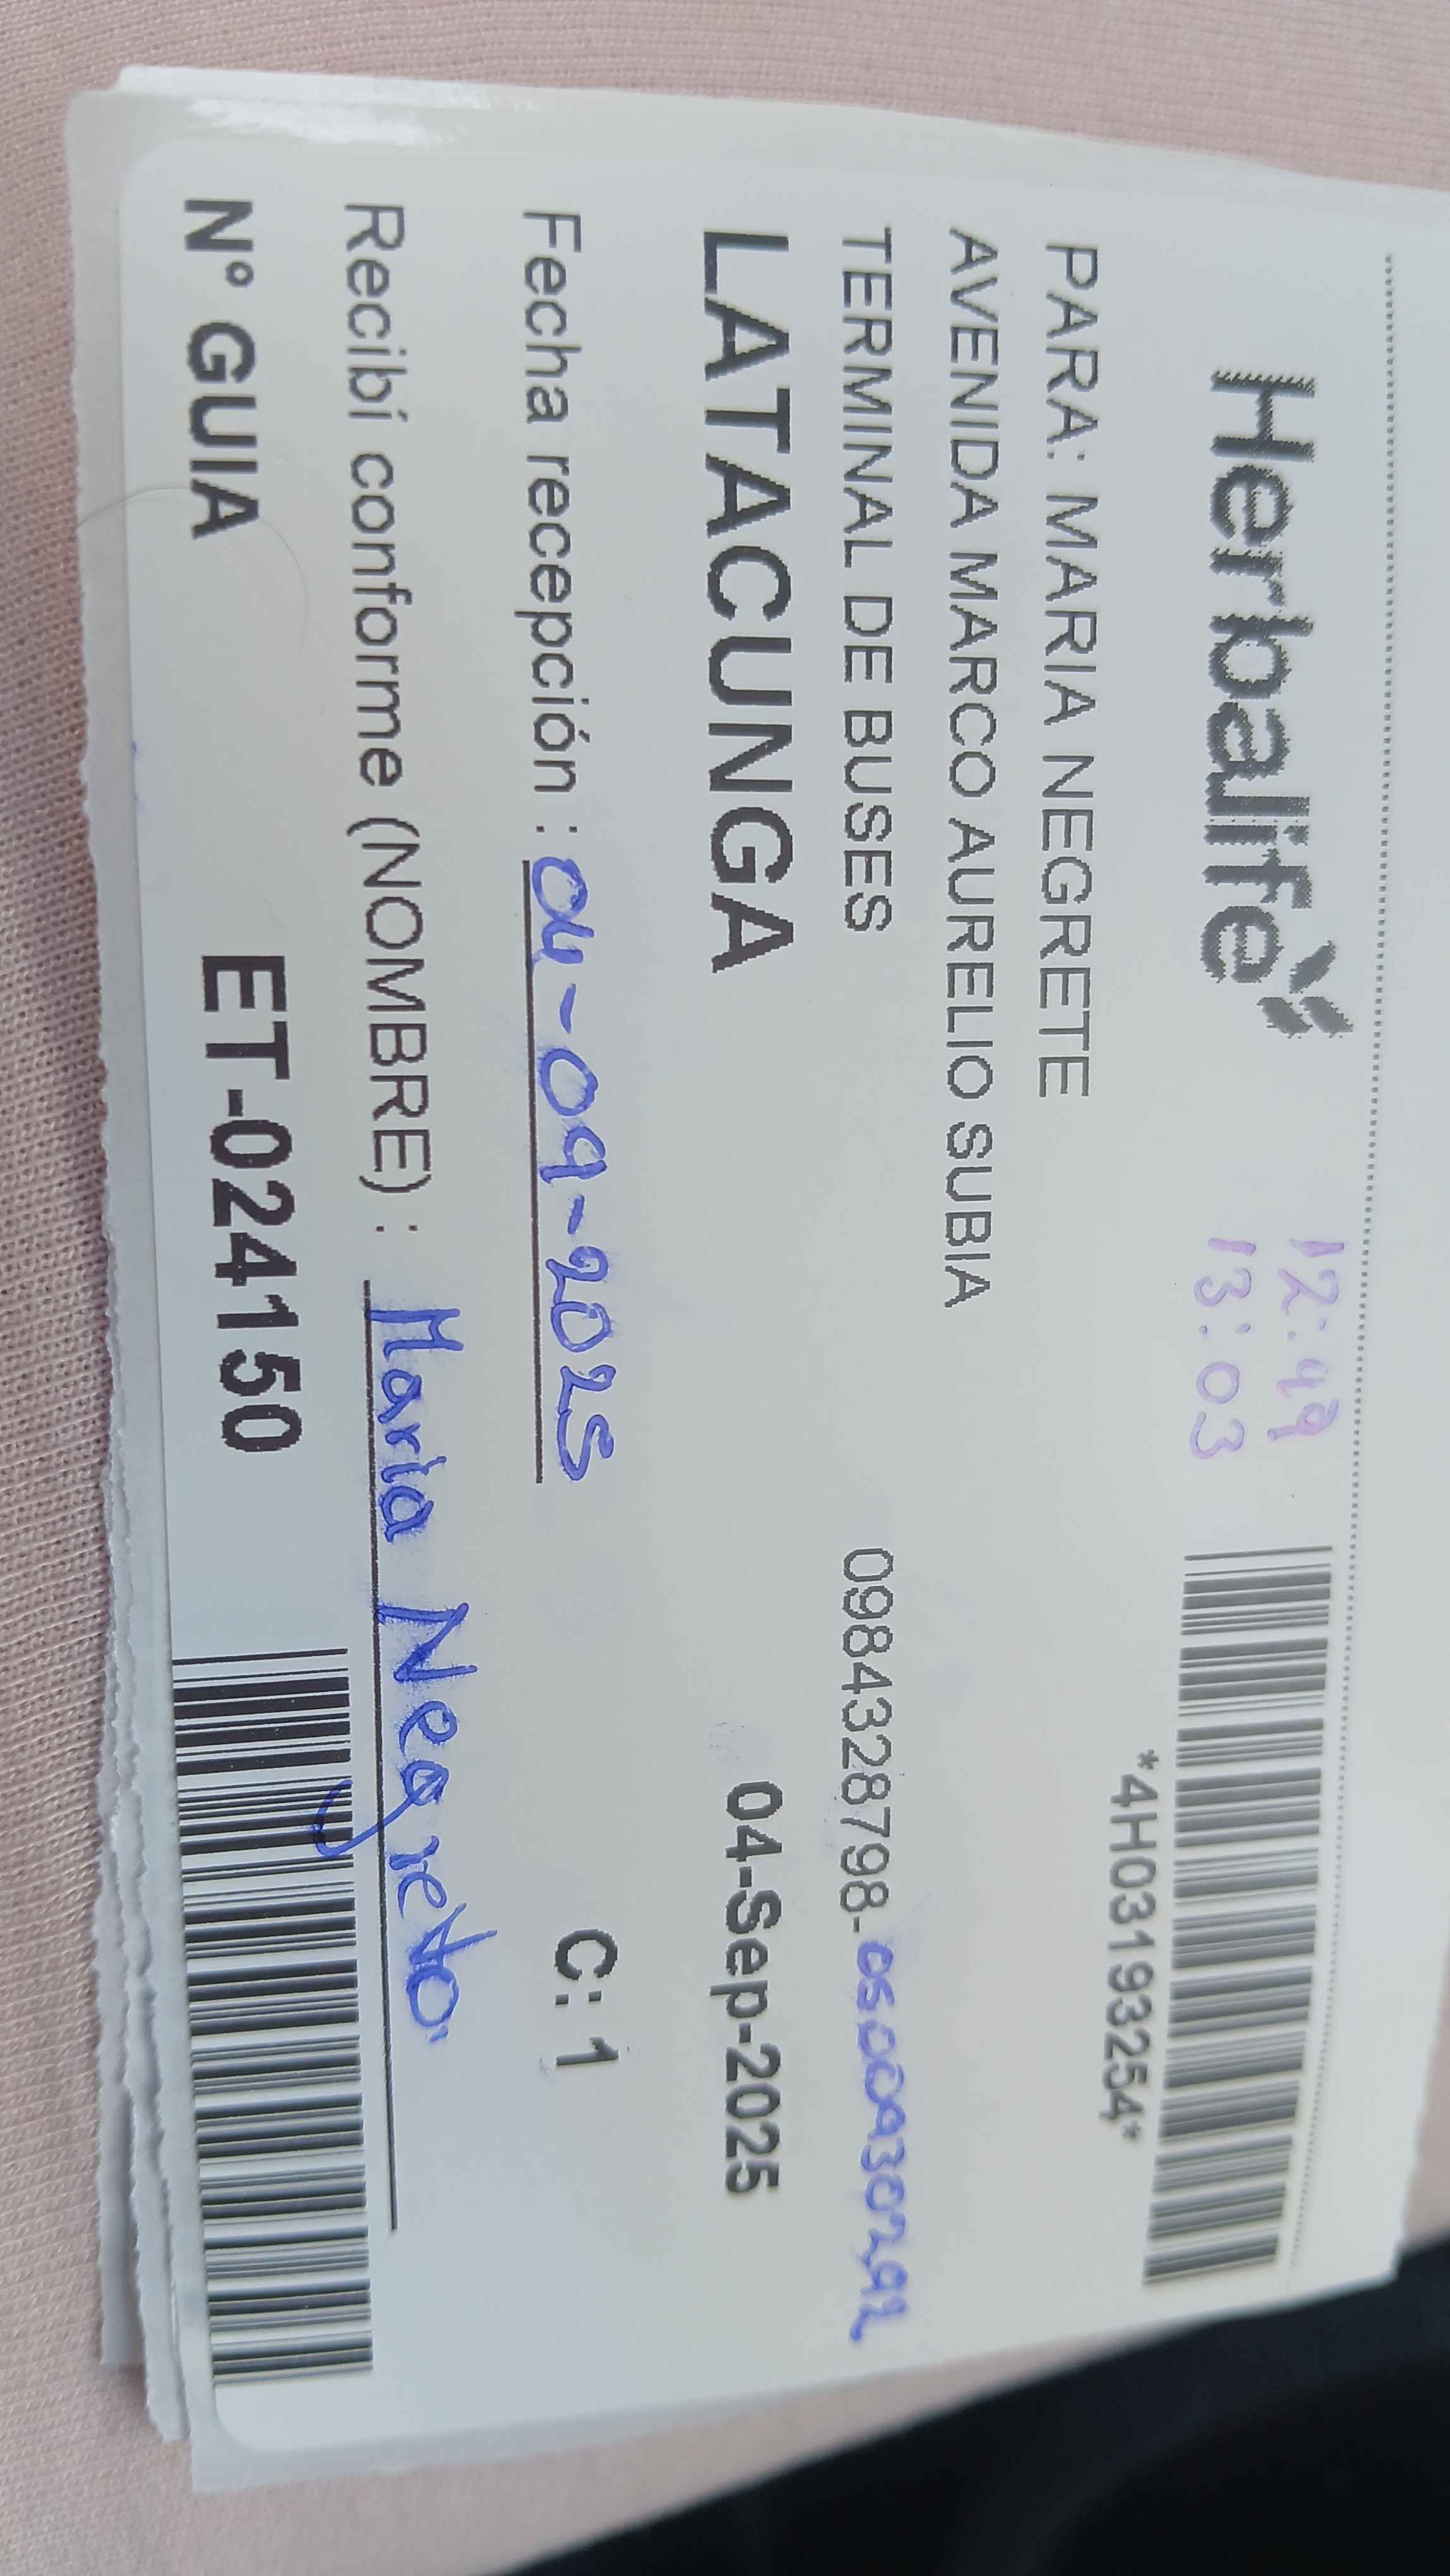 Herbalife
12:49
13:03
*4H03193254*
PARA: MARIA NEGRETE
AVENIDA MARCO AURELIO SUBIA
TERMINAL DE BUSES 0984328798- 0500930292
LATACUNGA 04-Sep-2025
Fecha recepción : 04-09-2025 C: 1
Recibí conforme (NOMBRE) : Maria Negrete
N° GUIA ET-024150